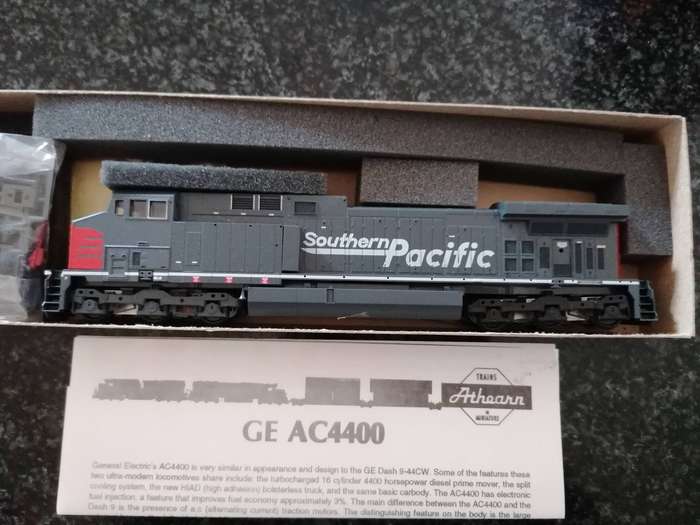 Southern Pacific
TRAINS
Athearn
IN
MINIATURE
GE AC4400
General Electric's AC4400 is very similar in appearance and design to the GE Dash 9-44CW. Some of the features these
two ultra-modern locomotives share include: the turbocharged 16 cylinder 4400 horsepower diesel prime mover, the split
cooling system, the new HIAD (high adhesion) bolsterless truck, and the same basic carbody. The AC4400 has electronic
fuel injection, a feature that improves fuel economy approximately 3%. The main difference between the AC4400 and the
Dash 9 is the presence of a.c (alternating current) traction motors. The distinguishing feature on the body is the large